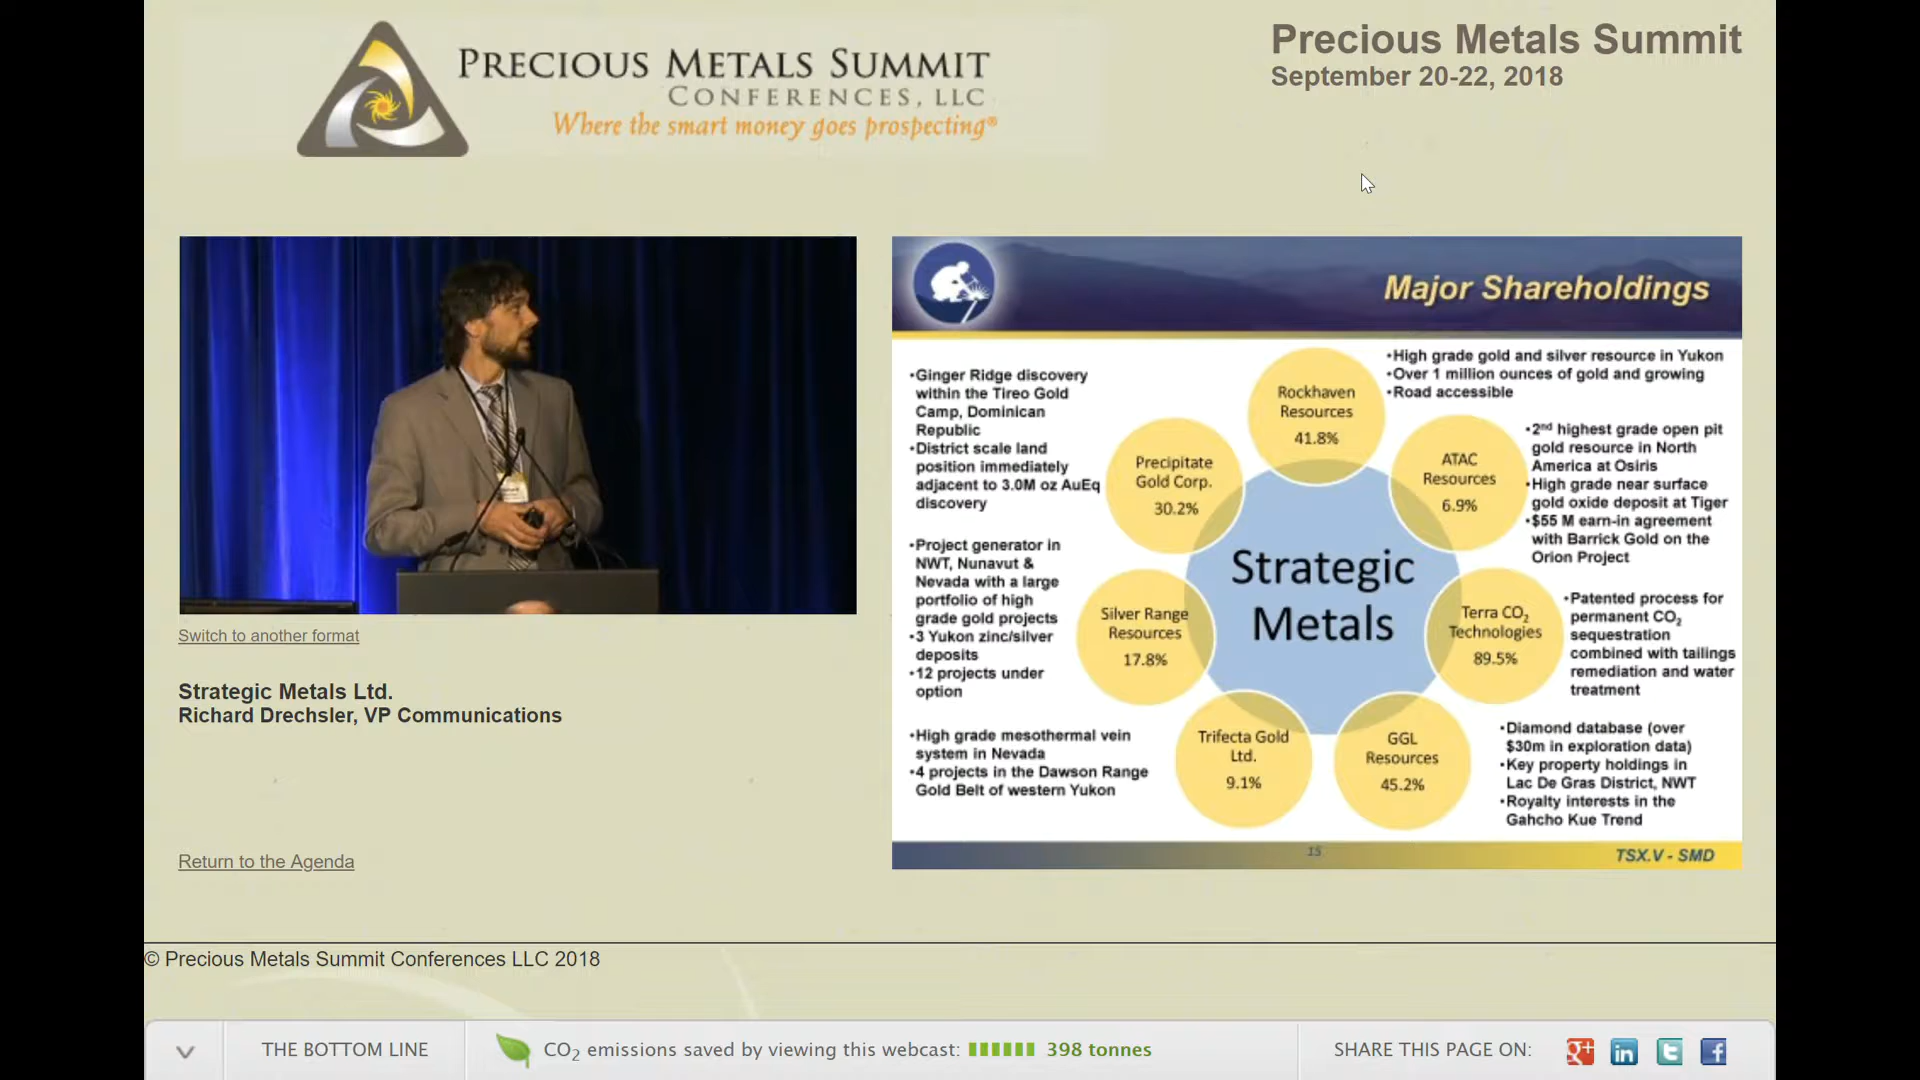 PRECIOUS METALS SUMMIT
CONFERENCES, LLC
Where the smart money goes prospecting®
Precious Metals Summit
September 20-22, 2018
Switch to another format
Strategic Metals Ltd.
Richard Drechsler, VP Communications
Return to the Agenda
Major Shareholdings
•Ginger Ridge discovery
within the Tireo Gold
Camp, Dominican
Republic
•District scale land
position immediately
adjacent to 3.0M oz AuEq
discovery
•Project generator in
NWT, Nunavut &
Nevada with a large
portfolio of high
grade gold projects
•3 Yukon zinc/silver
deposits
•12 projects under
option
•High grade mesothermal vein
system in Nevada
•4 projects in the Dawson Range
Gold Belt of western Yukon
Rockhaven
Resources
41.8%
Precipitate
Gold Corp.
30.2%
ATAC
Resources
6.9%
Strategic
Metals
Silver Range
Resources
17.8%
Terra CO₂
Technologies
89.5%
Trifecta Gold
Ltd.
9.1%
GGL
Resources
45.2%
•High grade gold and silver resource in Yukon
•Over 1 million ounces of gold and growing
•Road accessible
•2nd highest grade open pit
gold resource in North
America at Osiris
•High grade near surface
gold oxide deposit at Tiger
•$55 M earn-in agreement
with Barrick Gold on the
Orion Project
•Patented process for
permanent CO₂
sequestration
combined with tailings
remediation and water
treatment
•Diamond database (over
$30m in exploration data)
•Key property holdings in
Lac De Gras District, NWT
•Royalty interests in the
Gahcho Kue Trend
15
TSX.V - SMD
© Precious Metals Summit Conferences LLC 2018
THE BOTTOM LINE
CO₂ emissions saved by viewing this webcast: 398 tonnes
SHARE THIS PAGE ON: